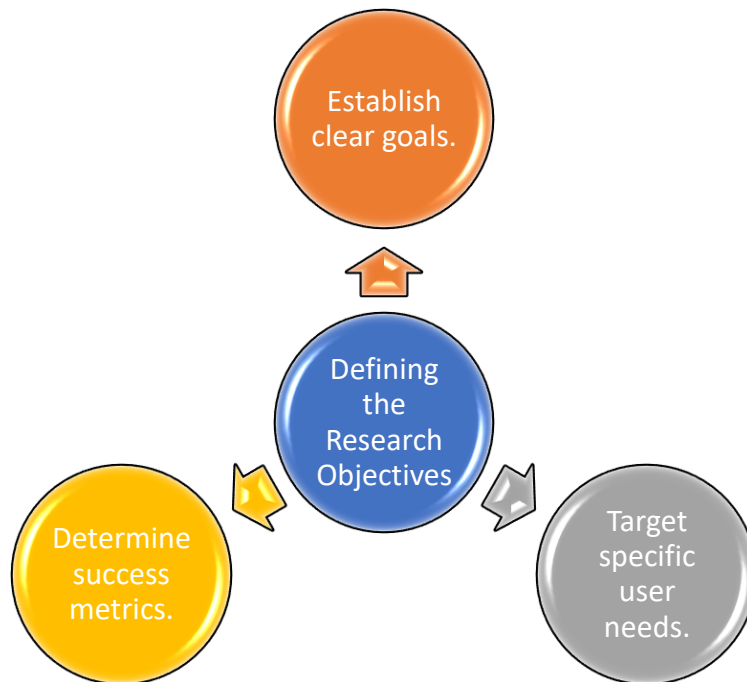 Establish
clear goals.
Defining
the
Research
Objectives
Determine
success
metrics.
Target
specific
user
needs.